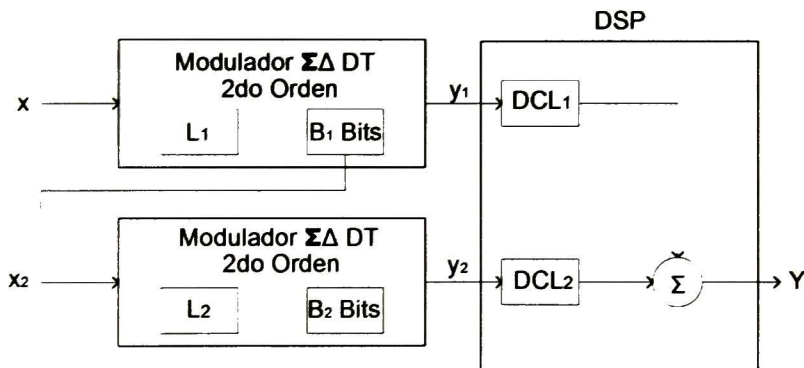 DSP
Modulador ΣΔ DT
2do Orden
x
L₁
B₁ Bits
y₁
DCL₁
Modulador ΣΔ DT
2do Orden
x₂
L₂
B₂ Bits
y₂
DCL₂
Σ
Y